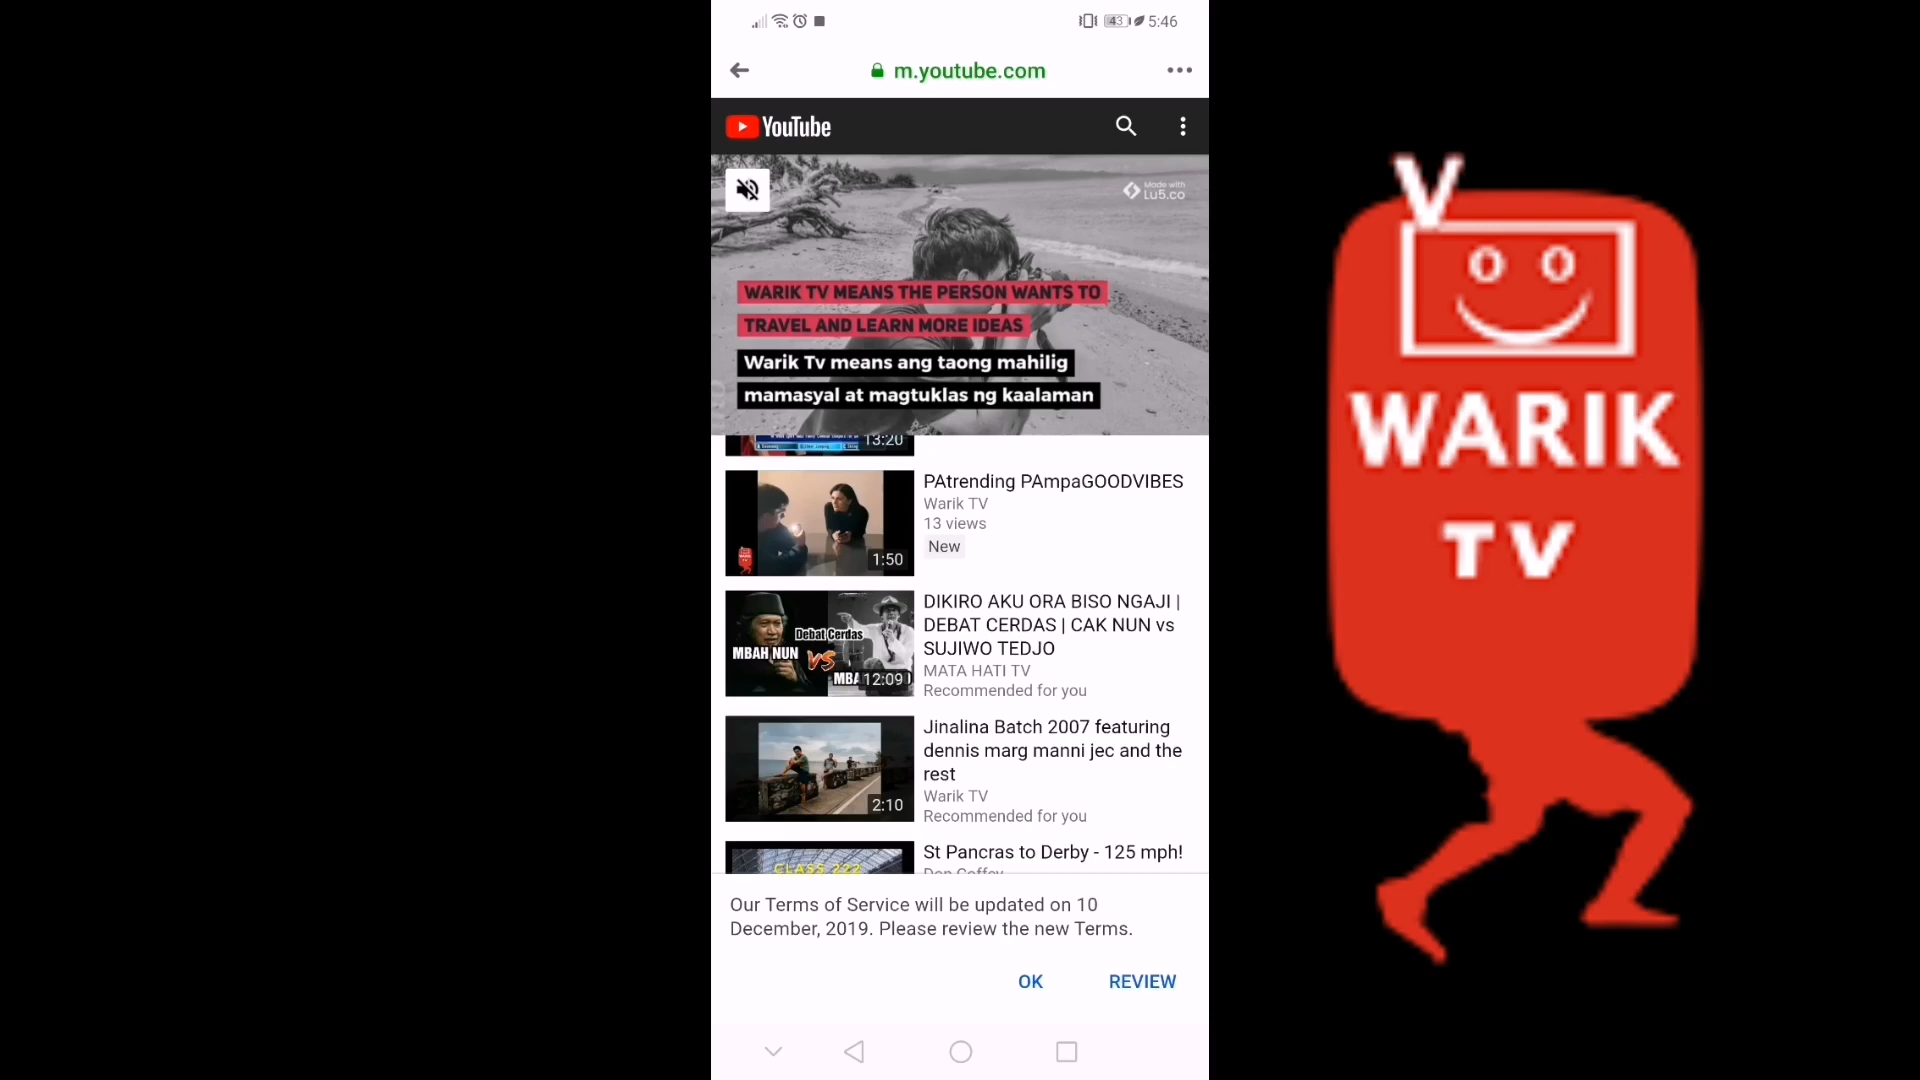 43 5:46
m.youtube.com
YouTube
Made with
Lu5.co
WARIK TV MEANS THE PERSON WANTS TO
TRAVEL AND LEARN MORE IDEAS
Warik Tv means ang taong mahilig
mamasyal at magtuklas ng kaalaman
13:20
PAtrending PAmpaGOODVIBES
Warik TV
13 views
New
1:50
DIKIRO AKU ORA BISO NGAJI |
DEBAT CERDAS | CAK NUN vs
SUJIWO TEDJO
MATA HATI TV
Recommended for you
Debat Cerdas
MBAH NUN
VS
12:09
Jinalina Batch 2007 featuring
dennis marg manni jec and the
rest
Warik TV
Recommended for you
2:10
St Pancras to Derby - 125 mph!
CLASS 222
Our Terms of Service will be updated on 10
December, 2019. Please review the new Terms.
OK REVIEW
V
WARIK
TV